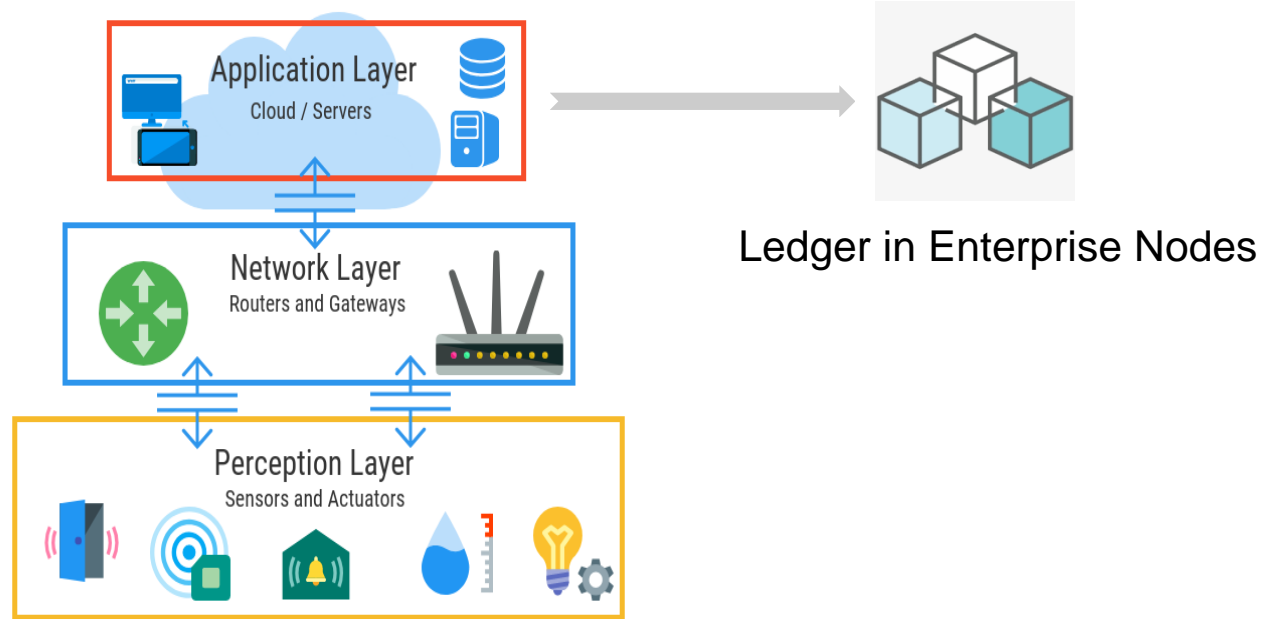 Application Layer
Cloud / Servers
Ledger in Enterprise Nodes
Network Layer
Routers and Gateways
Perception Layer
Sensors and Actuators